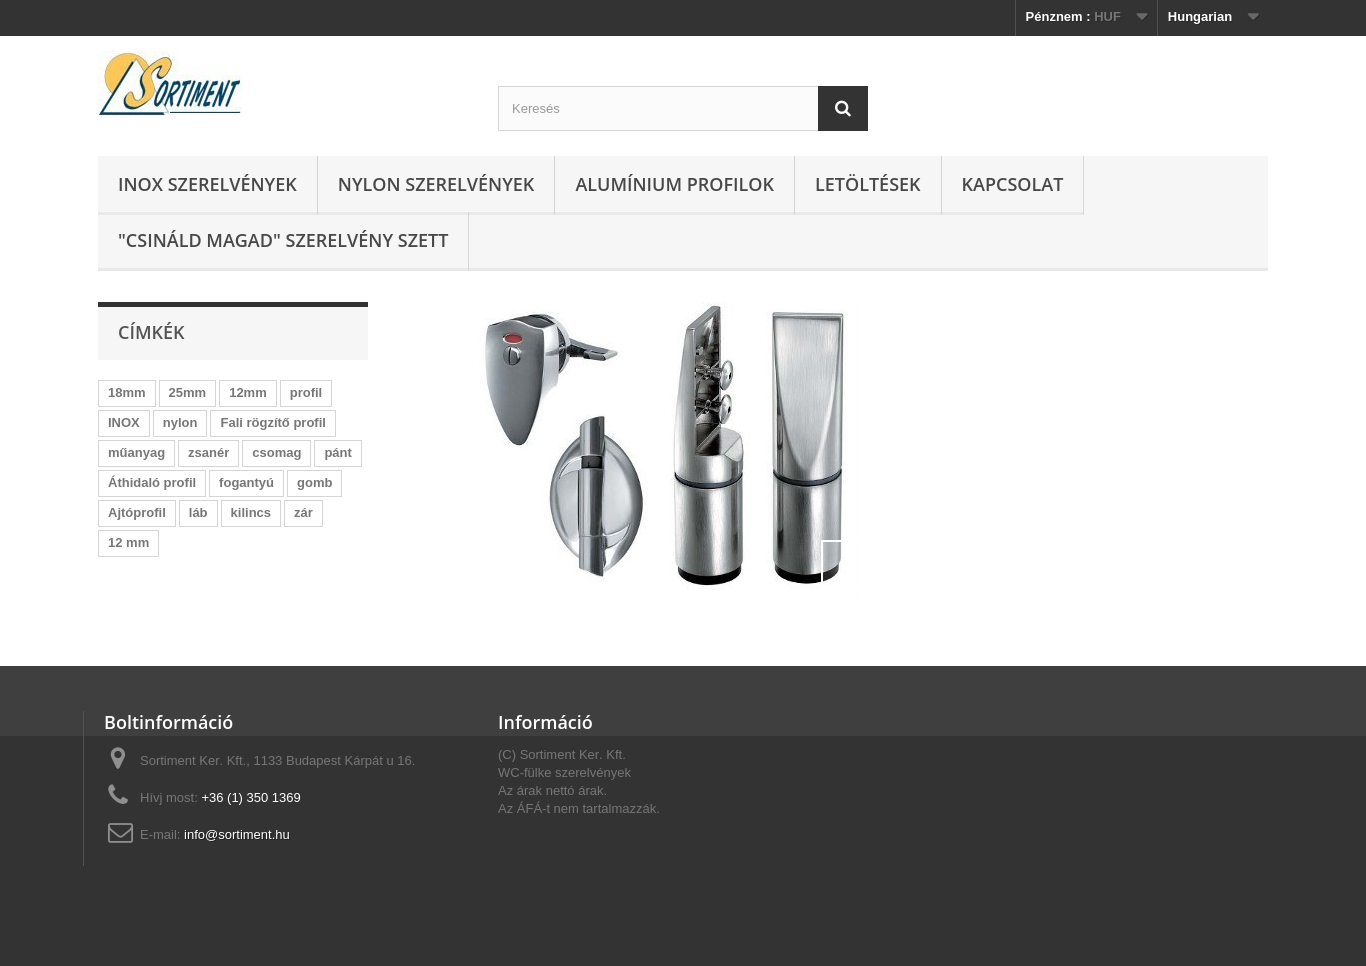 Pénznem : HUF
Hungarian
SORTIMENT
Keresés
INOX SZERELVÉNYEK
NYLON SZERELVÉNYEK
ALUMÍNIUM PROFILOK
LETÖLTÉSEK
KAPCSOLAT
"CSINÁLD MAGAD" SZERELVÉNY SZETT
CÍMKÉK
18mm 25mm 12mm profil
INOX nylon Fali rögzítő profil
műanyag zsanér csomag pánt
Áthidaló profil fogantyú gomb
Ajtóprofil láb kilincs zár
12 mm
Boltinformáció
Sortiment Ker. Kft., 1133 Budapest Kárpát u 16.
Hívj most: +36 (1) 350 1369
E-mail: info@sortiment.hu
Információ
(C) Sortiment Ker. Kft.
WC-fülke szerelvények
Az árak nettó árak.
Az ÁFÁ-t nem tartalmazzák.